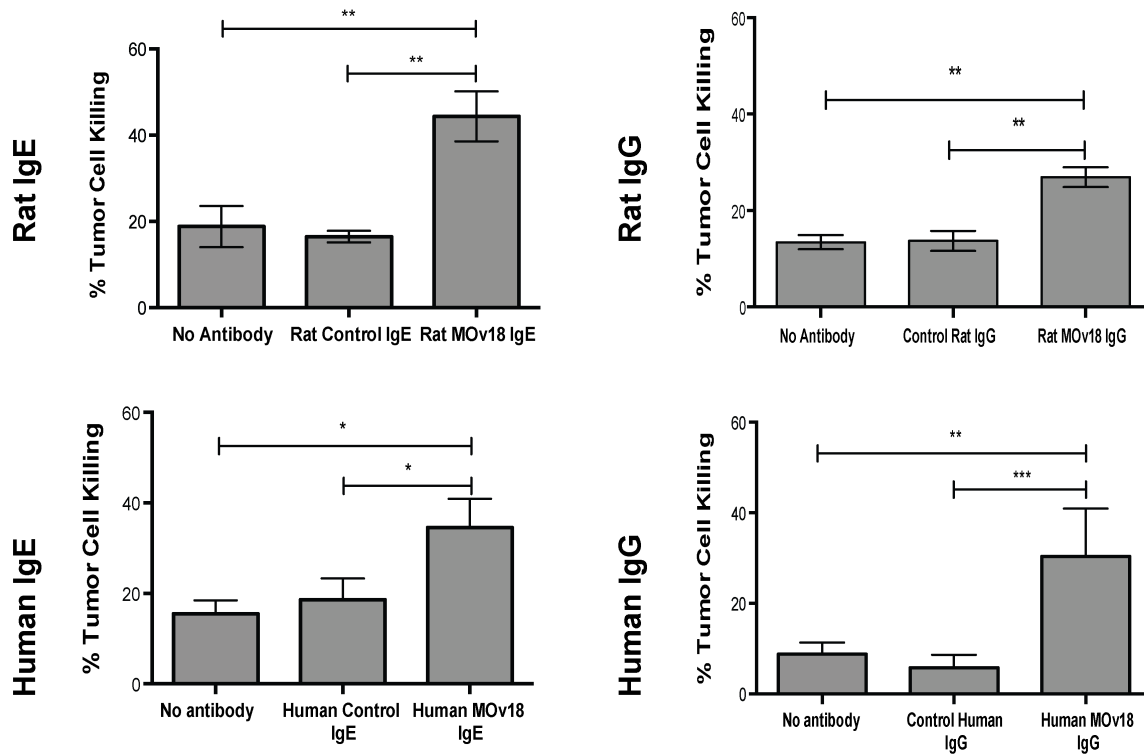 Rat IgE
% Tumor Cell Killing
60
40
20
0
**
**
No Antibody
Rat Control IgE
Rat MOv18 IgE
Rat IgG
% Tumor Cell Killing
60
40
20
0
**
**
No Antibody
Control Rat IgG
Rat MOv18 IgG
Human IgE
% Tumor Cell Killing
60
40
20
0
*
*
No antibody
Human Control
IgE
Human MOv18
IgE
Human IgG
% Tumor Cell Killing
60
40
20
0
**
***
No antibody
Control Human
IgG
Human MOv18
IgG